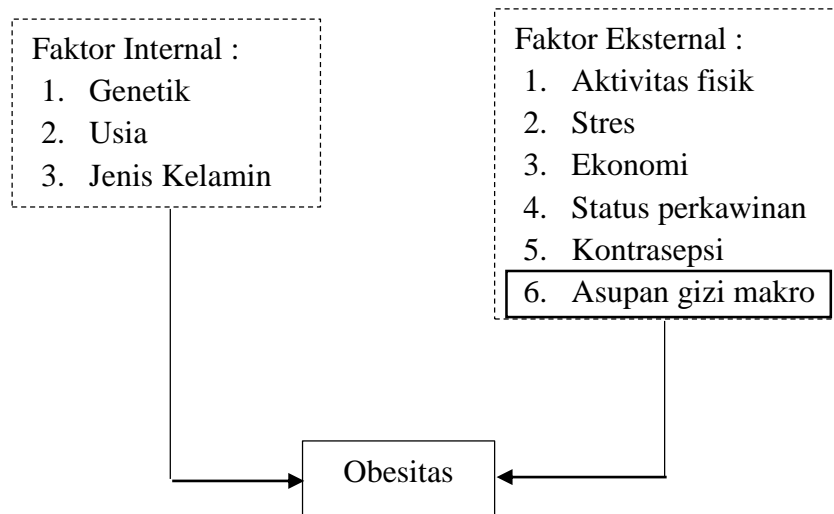 Faktor Internal :
1. Genetik
2. Usia
3. Jenis Kelamin
Faktor Eksternal :
1. Aktivitas fisik
2. Stres
3. Ekonomi
4. Status perkawinan
5. Kontrasepsi
6. Asupan gizi makro
Obesitas